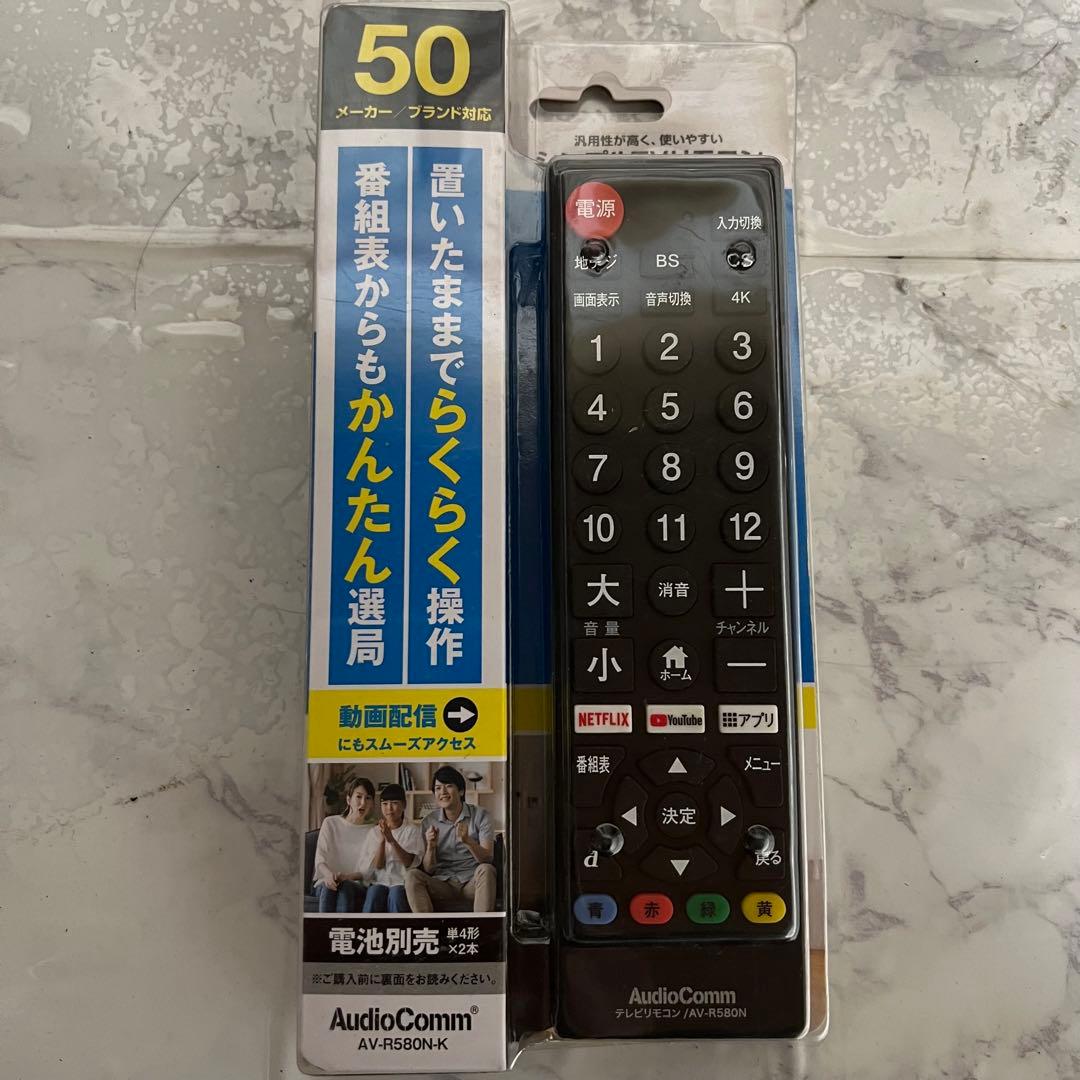 50
メーカー／ブランド対応
置いたままでらくらく操作
番組表からもかんたん選局
動画配信
にもスムーズアクセス
電池別売 単4形×2本
※ご購入前に裏面をお読みください。
AudioComm®
AV-R580N-K
汎用性が高く、使いやすい
電源
入力切換
地デジ BS CS
画面表示 音声切換 4K
1 2 3
4 5 6
7 8 9
10 11 12
大 消音 ＋
音量 チャンネル
小 ホーム －
NETFLIX YouTube アプリ
番組表 ▲ メニュー
◀ 決定 ▶
d ▼ 戻る
青 赤 緑 黄
AudioComm
テレビリモコン /AV-R580N